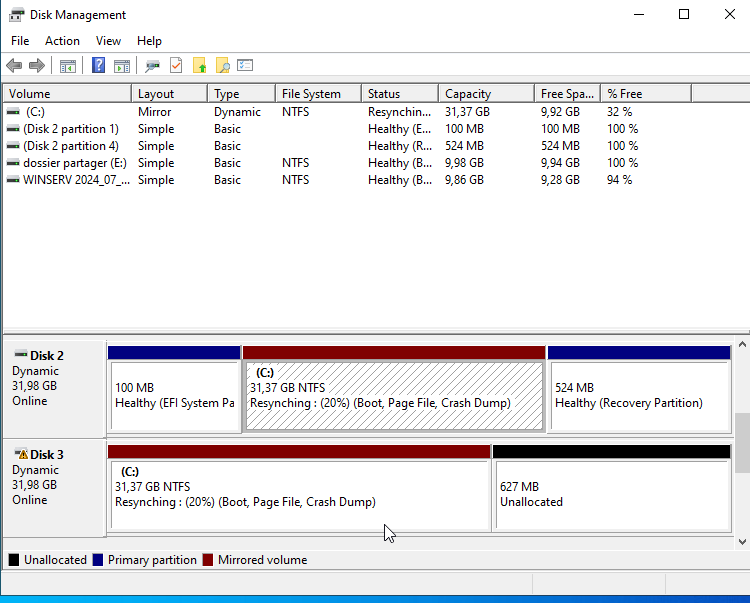 Disk Management
File Action View Help
Volume Layout Type File System Status Capacity Free Spa... % Free
(C:) Mirror Dynamic NTFS Resynchin... 31,37 GB 9,92 GB 32 %
(Disk 2 partition 1) Simple Basic Healthy (E... 100 MB 100 MB 100 %
(Disk 2 partition 4) Simple Basic Healthy (R... 524 MB 524 MB 100 %
dossier partager (E:) Simple Basic NTFS Healthy (B... 9,98 GB 9,94 GB 100 %
WINSERV 2024_07_... Simple Basic NTFS Healthy (B... 9,86 GB 9,28 GB 94 %
Disk 2
Dynamic
31,98 GB
Online
100 MB
Healthy (EFI System Pa
(C:)
31,37 GB NTFS
Resynching : (20%) (Boot, Page File, Crash Dump)
524 MB
Healthy (Recovery Partition)
Disk 3
Dynamic
31,98 GB
Online
(C:)
31,37 GB NTFS
Resynching : (20%) (Boot, Page File, Crash Dump)
627 MB
Unallocated
Unallocated Primary partition Mirrored volume